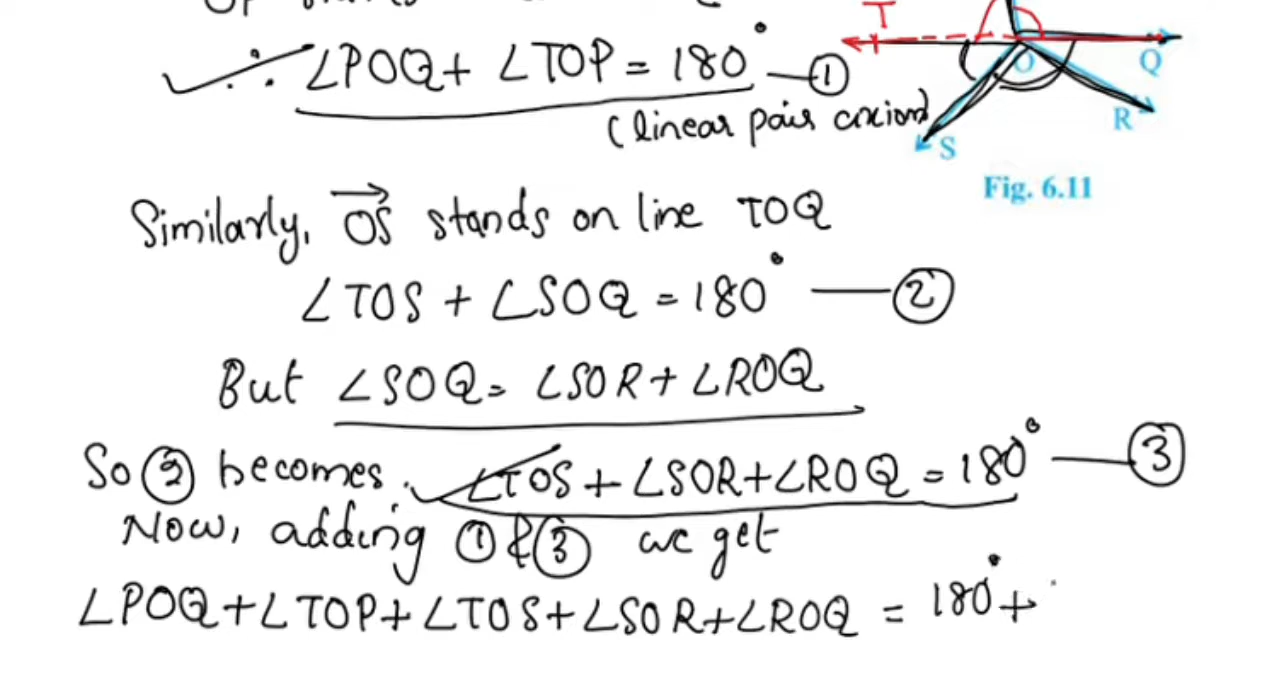 T
∴ ∠POQ + ∠TOP = 180° — ①
(linear pair axiom)
O
Q
R
S
Fig. 6.11
Similarly, OS stands on line TOQ
∠TOS + ∠SOQ = 180° — ②
But ∠SOQ = ∠SOR + ∠ROQ
So ② becomes. ∠TOS + ∠SOR + ∠ROQ = 180° — ③
Now, adding ① & ③ we get
∠POQ + ∠TOP + ∠TOS + ∠SOR + ∠ROQ = 180° +